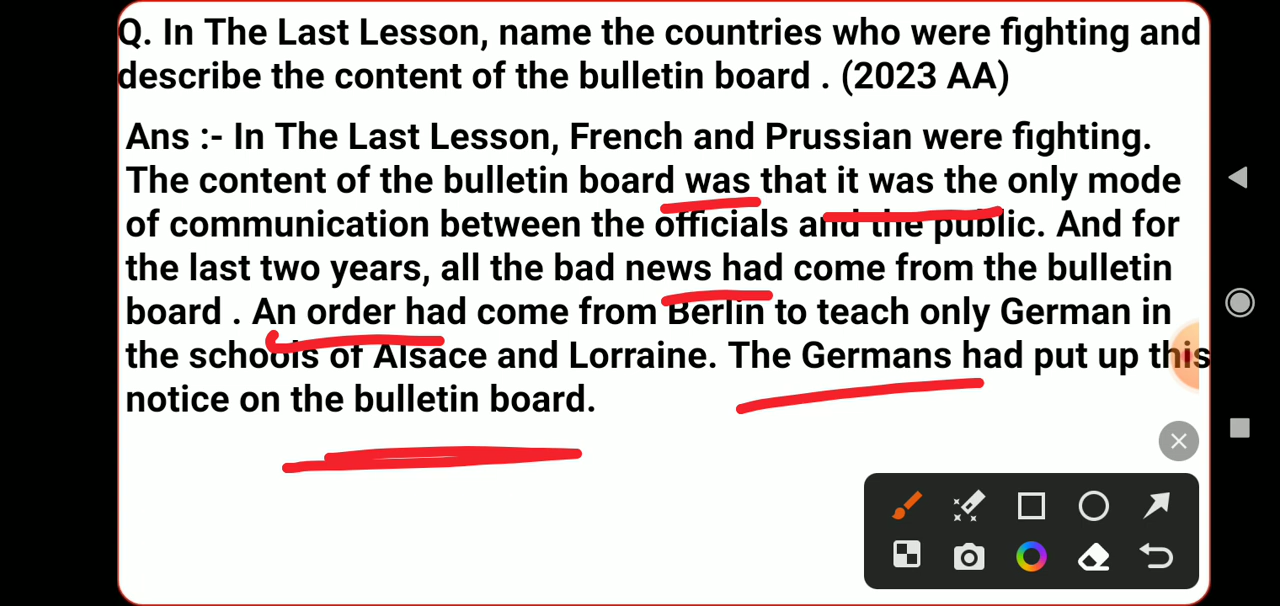 Q. In The Last Lesson, name the countries who were fighting and
describe the content of the bulletin board . (2023 AA)
Ans :- In The Last Lesson, French and Prussian were fighting.
The content of the bulletin board was that it was the only mode
of communication between the officials and the public. And for
the last two years, all the bad news had come from the bulletin
board . An order had come from Berlin to teach only German in
the schools of Alsace and Lorraine. The Germans had put up this
notice on the bulletin board.